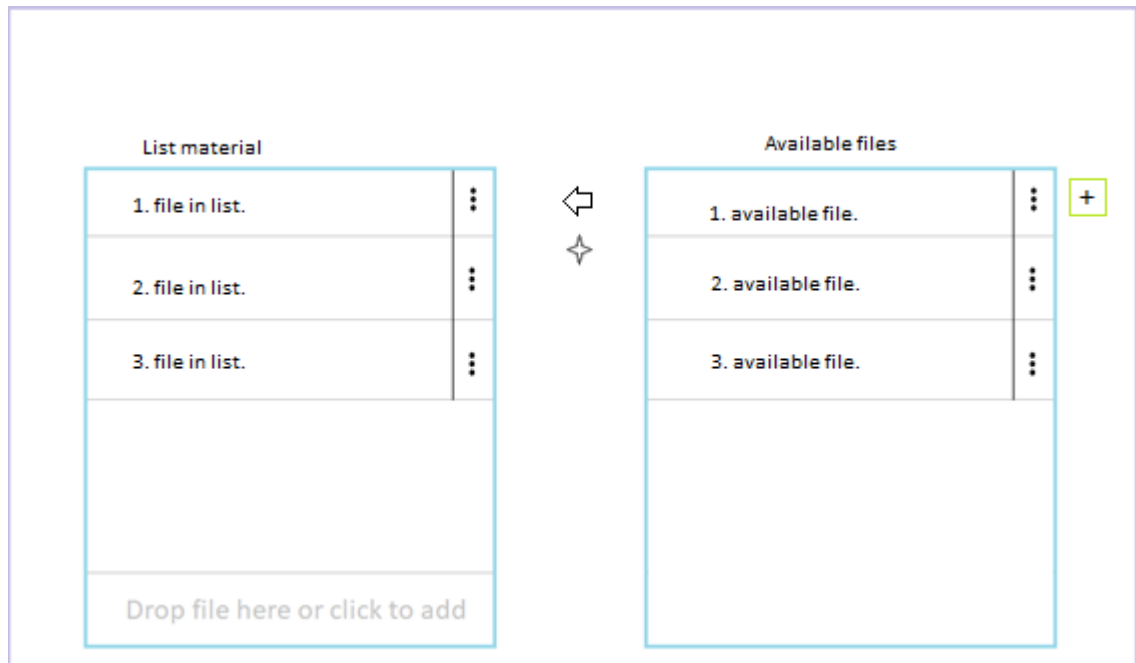 List material
1. file in list.
2. file in list.
3. file in list.
Drop file here or click to add
Available files
1. available file.
2. available file.
3. available file.
+